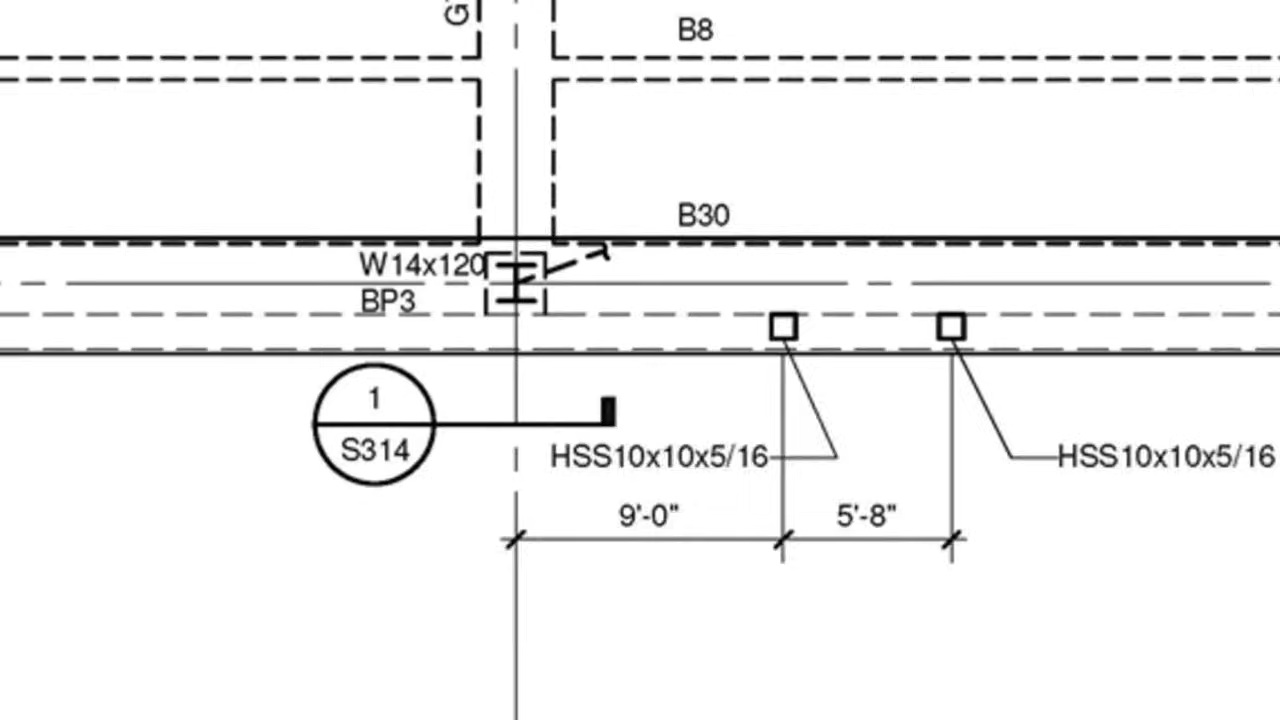 B8
B30
W14x120
BP3
1
S314
HSS10x10x5/16
HSS10x10x5/16
9'-0"
5'-8"